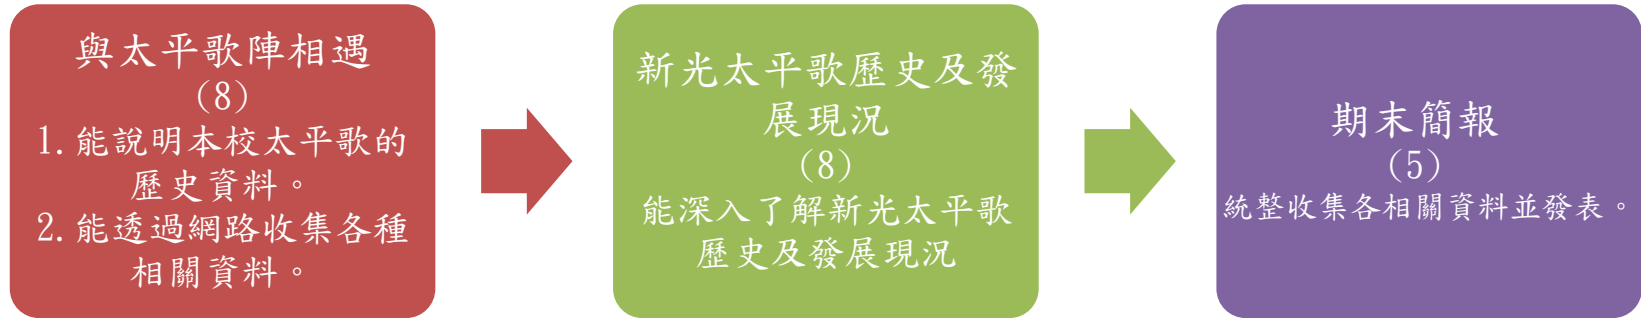 與太平歌陣相遇
(8)
1. 能說明本校太平歌的
歷史資料。
2. 能透過網路收集各種
相關資料。
新光太平歌歷史及發
展現況
(8)
能深入了解新光太平歌
歷史及發展現況
期末簡報
(5)
統整收集各相關資料並發表。